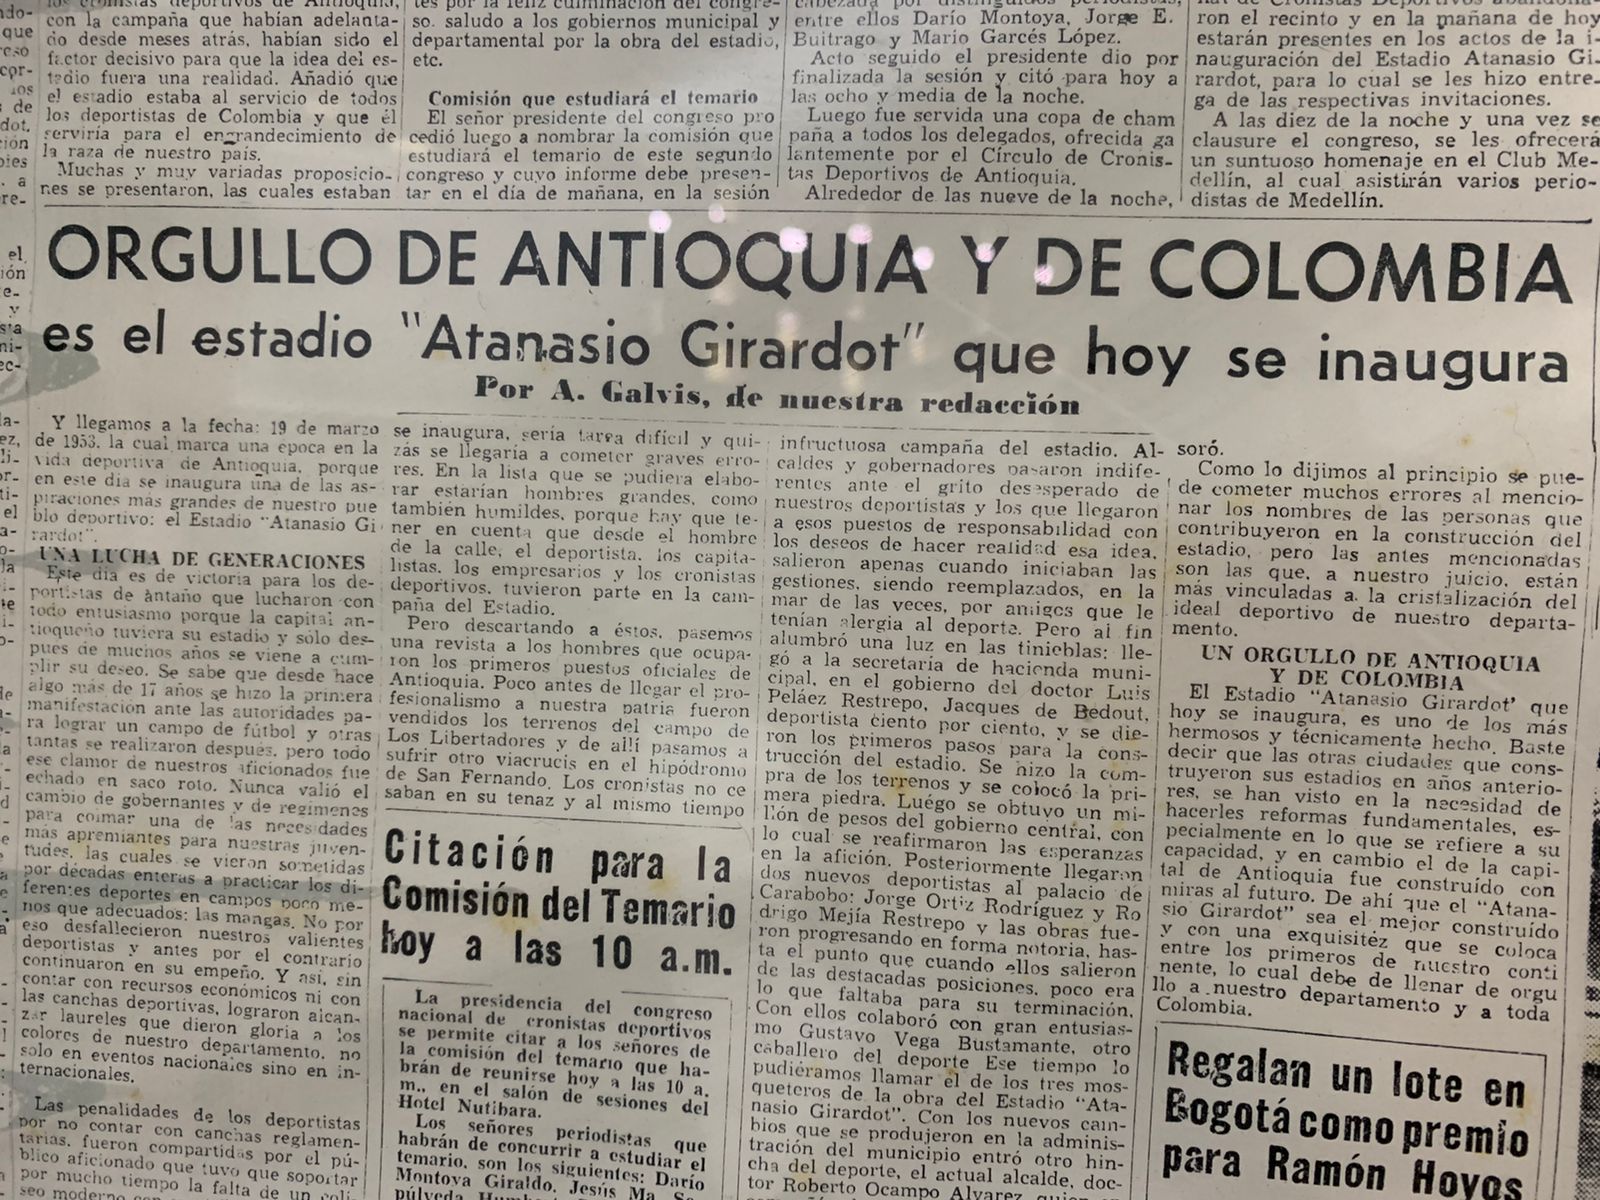 con la campaña que habían adelanta-
do desde meses atrás, habían sido el
factor decisivo para que la idea del es-
tadio fuera una realidad. Añadió que
el estadio estaba al servicio de todos
los deportistas de Colombia y que él
serviría para el engrandecimiento de
la raza de nuestro país.
Muchas y muy variadas proposicio-
nes se presentaron, las cuales estaban
so. saludo a los gobiernos municipal y
departamental por la obra del estadio,
etc.
Comisión que estudiará el temario
El señor presidente del congreso pro
cedió luego a nombrar la comisión que
estudiará el temario de este segundo
congreso y cuyo informe debe presen-
tar en el día de mañana, en la sesión
entre ellos Darío Montoya, Jorge E.
Buitrago y Mario Garcés López.
Acto seguido el presidente dio por
finalizada la sesión y citó para hoy a
las ocho y media de la noche.
Luego fue servida una copa de cham
paña a todos los delegados, ofrecida ga
lantemente por el Círculo de Cronis-
tas Deportivos de Antioquia.
Alrededor de las nueve de la noche,
ron el recinto y en la mañana de hoy
estarán presentes en los actos de la i-
nauguración del Estadio Atanasio Gi-
rardot, para lo cual se les hizo entre-
ga de las respectivas invitaciones.
A las diez de la noche y una vez se
clausure el congreso, se les ofrecerá
un suntuoso homenaje en el Club Me-
dellín, al cual asistirán varios perio-
distas de Medellín.
ORGULLO DE ANTIOQUIA Y DE COLOMBIA
es el estadio "Atanasio Girardot" que hoy se inaugura
Por A. Galvis, de nuestra redacción
Y llegamos a la fecha: 19 de marzo
de 1953. la cual marca una época en la
vida deportiva de Antioquia, porque
en este día se inaugura una de las as-
piraciones más grandes de nuestro pue
blo deportivo: el Estadio "Atanasio Gi
rardot".
UNA LUCHA DE GENERACIONES
Este día es de victoria para los de-
portistas de antaño que lucharon con
todo entusiasmo porque la capital an-
tioqueño tuviera su estadio y sólo des-
pues de muchos años se viene a cum-
plir su deseo. Se sabe que desde hace
algo más de 17 años se hizo la primera
manifestación ante las autoridades pa-
ra lograr un campo de fútbol y otras
tantas se realizaron después, pero todo
ese clamor de nuestros aficionados fue
echado en saco roto. Nunca valió el
cambio de gobernantes y de regímenes
para colmar una de las necesidades
más apremiantes para nuestras juven-
tudes, las cuales se vieron sometidas
por décadas enteras a practicar los di-
ferentes deportes en campos poco me-
nos que adecuados: las mangas. No por
eso desfallecieron nuestros valientes
deportistas y antes por el contrario
continuaron en su empeño. Y así, sin
contar con recursos económicos ni con
las canchas deportivas, lograron alcan-
zar laureles que dieron gloria a los
colores de nuestro departamento, no
solo en eventos nacionales sino en in-
ternacionales.
Las penalidades de los deportistas
por no contar con canchas reglamen-
tarias, fueron compartidas por el pú-
blico aficionado que tuvo que soportar
por mucho tiempo la falta de un coli-
se inaugura, sería tarea difícil y qui-
zás se llegaría a cometer graves erro-
res. En la lista que se pudiera elabo-
rar estarían hombres grandes, como
también humildes, porque hay que te-
ner en cuenta que desde el hombre
de la calle, el deportista, los capita-
listas, los empresarios y los cronistas
deportivos, tuvieron parte en la cam-
paña del Estadio.
Pero descartando a éstos, pasemos
una revista a los hombres que ocupa-
ron los primeros puestos oficiales de
Antioquia. Poco antes de llegar el pro-
fesionalismo a nuestra patria fueron
vendidos los terrenos del campo de
Los Libertadores y de allí pasamos a
sufrir otro viacrucis en el hipódromo
de San Fernando. Los cronistas no ce
saban en su tenaz y al mismo tiempo
Citación para la
Comisión del Temario
hoy a las 10 a.m.
La presidencia del congreso
nacional de cronistas deportivos
se permite citar a los señores de
la comisión del temario que ha-
brán de reunirse hoy a las 10 a.
m., en el salón de sesiones del
Hotel Nutibara.
Los señores periodistas que
habrán de concurrir a estudiar el
temario, son los siguientes: Darío
Montoya Giraldo, Jesús Ma. Se-
infructuosa campaña del estadio. Al-
caldes y gobernadores pasaron indife-
rentes ante el grito desesperado de
nuestros deportistas y los que llegaron
a esos puestos de responsabilidad con
los deseos de hacer realidad esa idea,
salieron apenas cuando iniciaban las
gestiones, siendo reemplazados, en la
mar de las veces, por amigos que le
tenían alergia al deporte. Pero al fin
alumbró una luz en las tinieblas: lle-
gó a la secretaría de hacienda muni-
cipal, en el gobierno del doctor Luis
Peláez Restrepo, Jacques de Bedout,
deportista ciento por ciento, y se die-
ron los primeros pasos para la cons-
trucción del estadio. Se hizo la com-
pra de los terrenos y se colocó la pri-
mera piedra. Luégo se obtuvo un mi-
llón de pesos del gobierno central, con
lo cual se reafirmaron las esperanzas
en la afición. Posteriormente llegaron
dos nuevos deportistas al palacio de
Carabobo: Jorge Ortiz Rodríguez y Ro
drigo Mejía Restrepo y las obras fue-
ron progresando en forma notoria, has-
ta el punto que cuando ellos salieron
de las destacadas posiciones, poco era
lo que faltaba para su terminación.
Con ellos colaboró con gran entusias-
mo Gustavo Vega Bustamante, otro
caballero del deporte Ese tiempo lo
pudiéramos llamar el de los tres mos-
queteros de la obra del Estadio "Ata-
nasio Girardot". Con los nuevos cam-
bios que se produjeron en la adminis-
tración del municipio entró otro hin-
cha del deporte, el actual alcalde, doc-
tor Roberto Ocampo Alvarez, quien
soró.
Como lo dijimos al principio se pue-
de cometer muchos errores al mencio-
nar los nombres de las personas que
contribuyeron en la construcción del
estadio, pero las antes mencionadas
son las que, a nuestro juicio, están
más vinculadas a la cristalización del
ideal deportivo de nuestro departa-
mento.
UN ORGULLO DE ANTIOQUIA
Y DE COLOMBIA
El Estadio "Atanasio Girardot' que
hoy se inaugura, es uno de los más
hermosos y técnicamente hecho. Baste
decir que las otras ciudades que cons-
truyeron sus estadios en años anterio-
res, se han visto en la necesidad de
hacerles reformas fundamentales, es-
pecialmente en lo que se refiere a su
capacidad, y en cambio el de la capi-
tal de Antioquia fue construído con
miras al futuro. De ahí que el "Atana-
sio Girardot" sea el mejor construído
y con una exquisitéz que se coloca
entre los primeros de nuestro conti
nente, lo cual debe de llenar de orgu
llo a nuestro departamento y a toda
Colombia.
Regalan un lote en
Bogotá como premio
para Ramón Hoyos